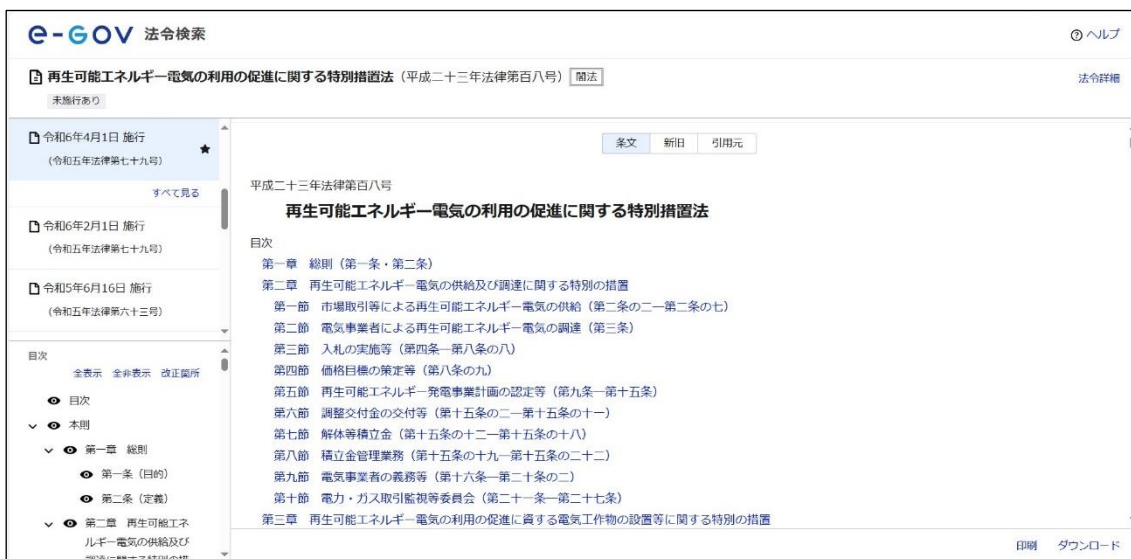 e-GOV 法令検索
ヘルプ
再生可能エネルギー電気の利用の促進に関する特別措置法（平成二十三年法律第百八号） 閣法
法令詳細
未施行あり
令和6年4月1日 施行
（令和五年法律第七十九号）
すべて見る
令和6年2月1日 施行
（令和五年法律第七十九号）
令和5年6月16日 施行
（令和五年法律第六十三号）
目次
全表示 全非表示 改正箇所
目次
本則
第一章 総則
第一条（目的）
第二条（定義）
第二章 再生可能エネ
ルギー電気の供給及び
調達に関する特別の措
条文 新旧 引用元
平成二十三年法律第百八号
再生可能エネルギー電気の利用の促進に関する特別措置法
目次
第一章 総則（第一条・第二条）
第二章 再生可能エネルギー電気の供給及び調達に関する特別の措置
第一節 市場取引等による再生可能エネルギー電気の供給（第二条の二―第二条の七）
第二節 電気事業者による再生可能エネルギー電気の調達（第三条）
第三節 入札の実施等（第四条―第八条の八）
第四節 価格目標の策定等（第八条の九）
第五節 再生可能エネルギー発電事業計画の認定等（第九条―第十五条）
第六節 調整交付金の交付等（第十五条の二―第十五条の十一）
第七節 解体等積立金（第十五条の十二―第十五条の十八）
第八節 積立金管理業務（第十五条の十九―第十五条の二十二）
第九節 電気事業者の義務等（第十六条―第二十条の二）
第十節 電力・ガス取引監視等委員会（第二十一条―第二十七条）
第三章 再生可能エネルギー電気の利用の促進に資する電気工作物の設置等に関する特別の措置
印刷 ダウンロード